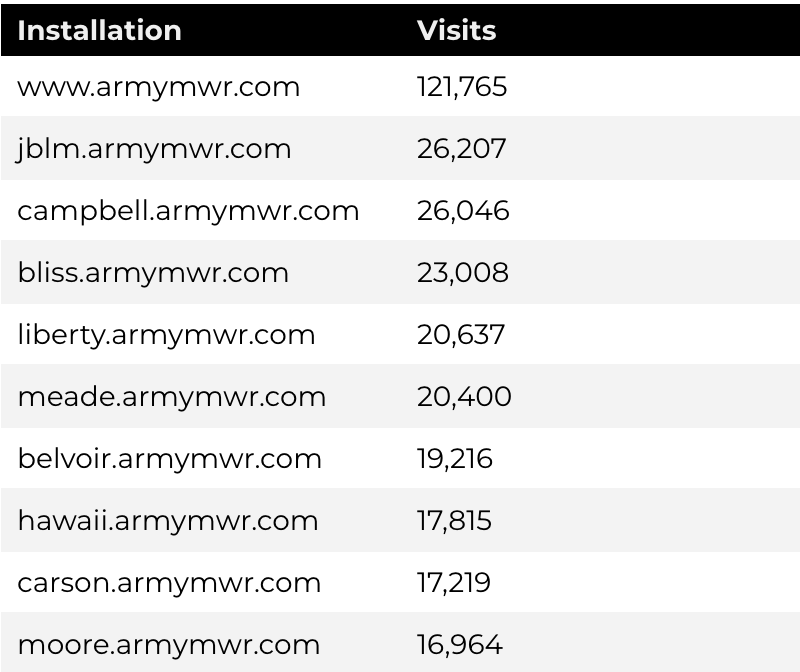 Installation Visits
www.armymwr.com 121,765
jblm.armymwr.com 26,207
campbell.armymwr.com 26,046
bliss.armymwr.com 23,008
liberty.armymwr.com 20,637
meade.armymwr.com 20,400
belvoir.armymwr.com 19,216
hawaii.armymwr.com 17,815
carson.armymwr.com 17,219
moore.armymwr.com 16,964